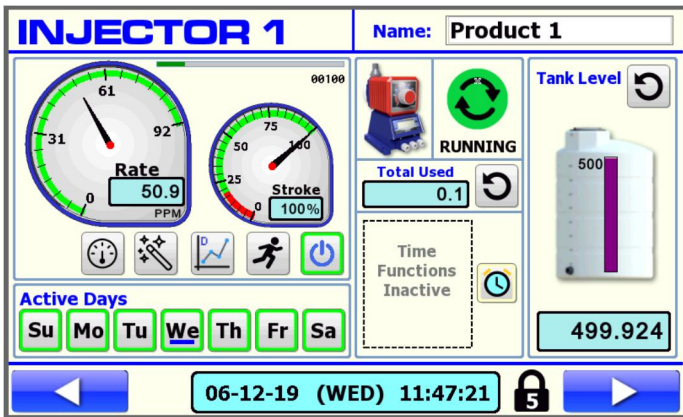 INJECTOR 1
Name: Product 1
00100
61
31
92
0
Rate
50.9
PPM
75
50
100
25
0
Stroke
100%
D
RUNNING
Total Used
0.1
Time
Functions
Inactive
Tank Level
500
499.924
Active Days
Su Mo Tu We Th Fr Sa
06-12-19 (WED) 11:47:21
5